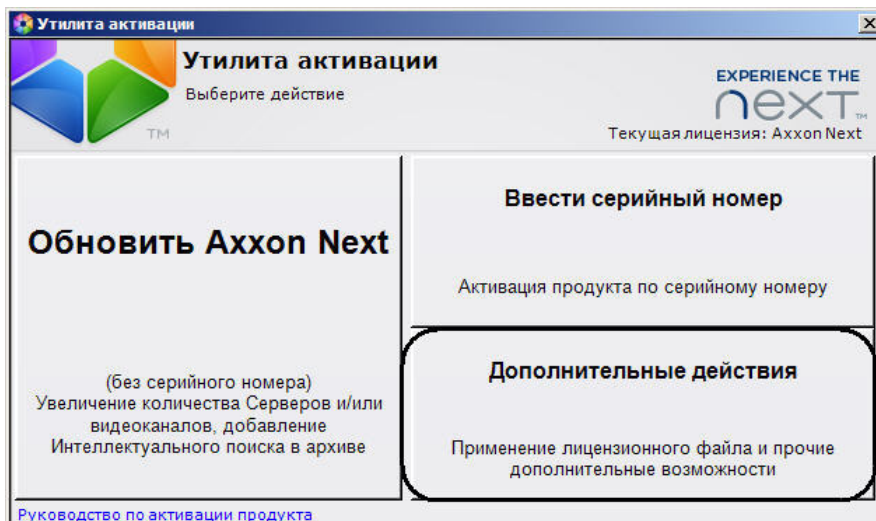 Утилита активации
Утилита активации
Выберите действие
TM
EXPERIENCE THE
next TM
Текущая лицензия: Axxon Next
Обновить Axxon Next
(без серийного номера)
Увеличение количества Серверов и/или
видеоканалов, добавление
Интеллектуального поиска в архиве
Ввести серийный номер
Активация продукта по серийному номеру
Дополнительные действия
Применение лицензионного файла и прочие
дополнительные возможности
Руководство по активации продукта